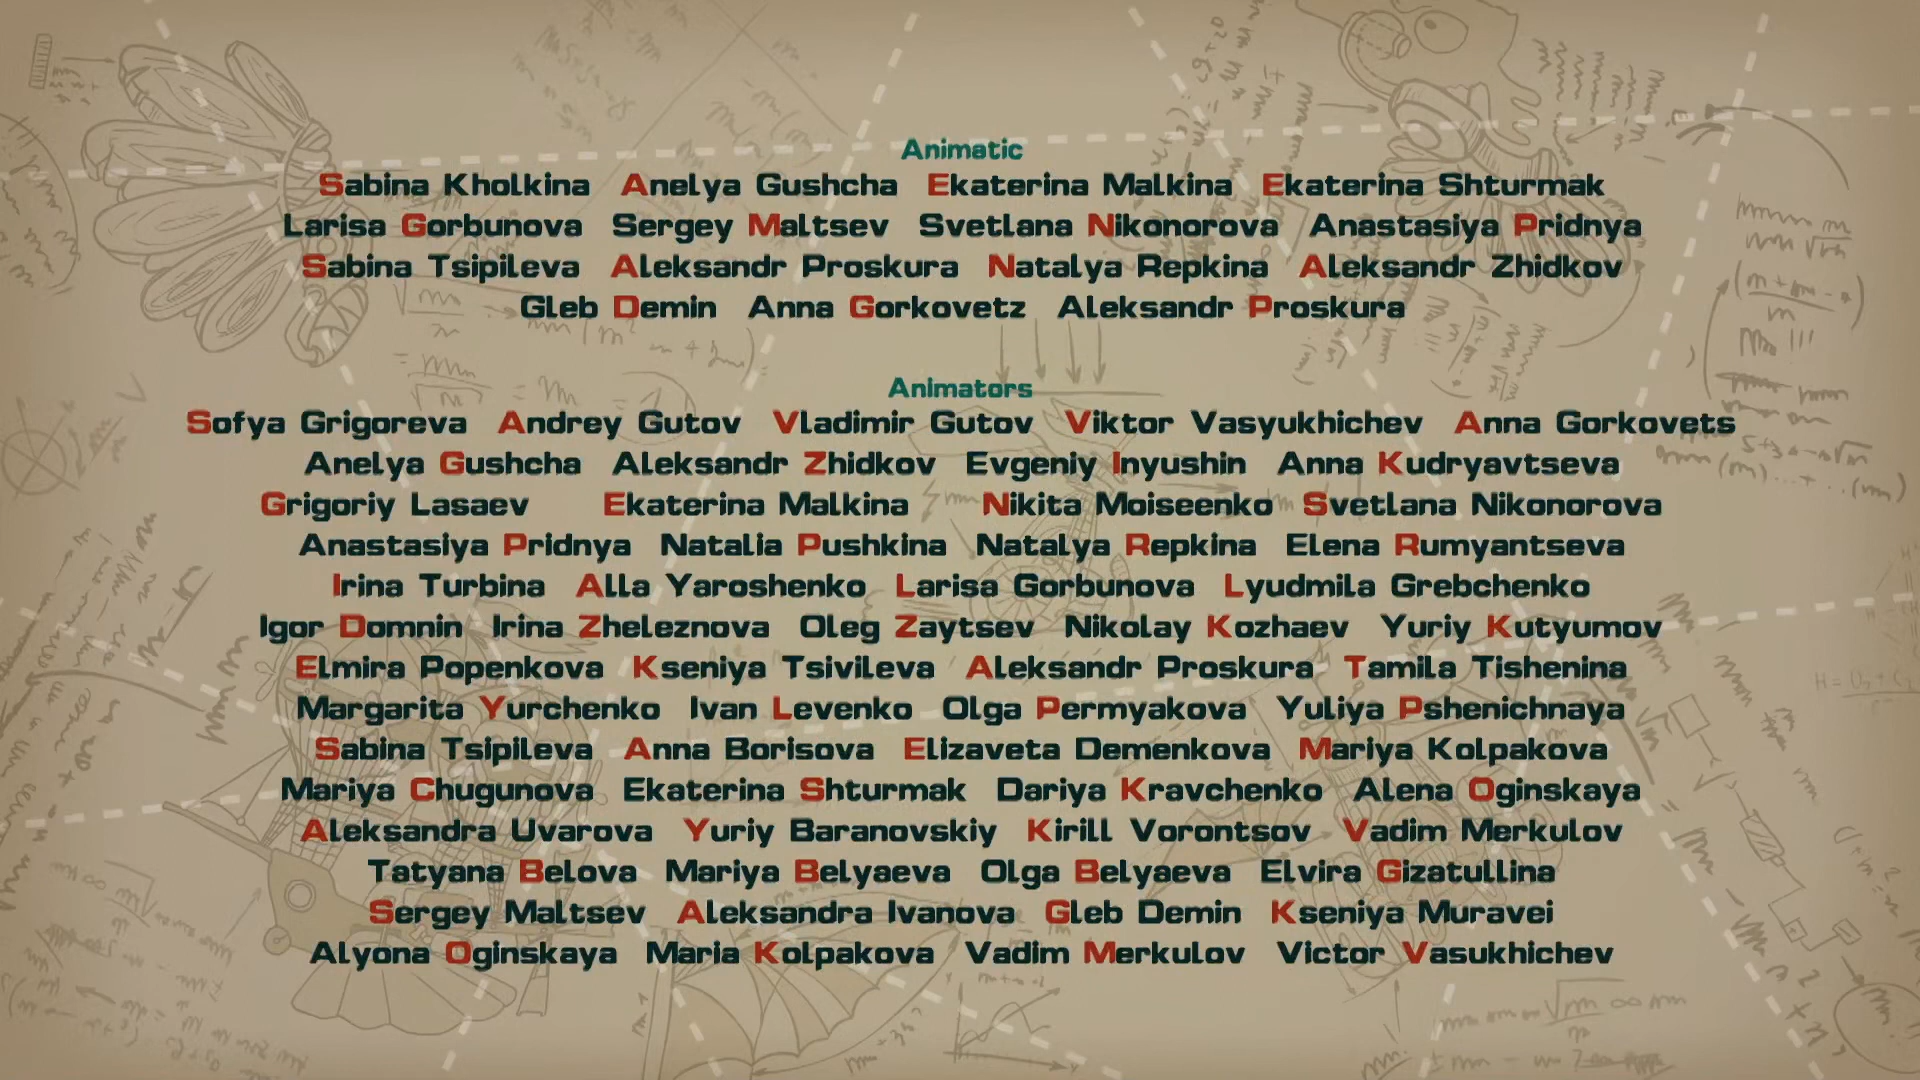 Animatic
Sabina Kholkina Anelya Gushcha Ekaterina Malkina Ekaterina Shturmak
Larisa Gorbunova Sergey Maltsev Svetlana Nikonorova Anastasiya Pridnya
Sabina Tsipileva Aleksandr Proskura Natalya Repkina Aleksandr Zhidkov
Gleb Demin Anna Gorkovetz Aleksandr Proskura
Animators
Sofya Grigoreva Andrey Gutov Vladimir Gutov Viktor Vasyukhichev Anna Gorkovets
Anelya Gushcha Aleksandr Zhidkov Evgeniy Inyushin Anna Kudryavtseva
Grigoriy Lasaev Ekaterina Malkina Nikita Moiseenko Svetlana Nikonorova
Anastasiya Pridnya Natalia Pushkina Natalya Repkina Elena Rumyantseva
Irina Turbina Alla Yaroshenko Larisa Gorbunova Lyudmila Grebchenko
Igor Domnin Irina Zheleznova Oleg Zaytsev Nikolay Kozhaev Yuriy Kutyumov
Elmira Popenkova Kseniya Tsivileva Aleksandr Proskura Tamila Tishenina
Margarita Yurchenko Ivan Levenko Olga Permyakova Yuliya Pshenichnaya
Sabina Tsipileva Anna Borisova Elizaveta Demenkova Mariya Kolpakova
Mariya Chugunova Ekaterina Shturmak Dariya Kravchenko Alena Oginskaya
Aleksandra Uvarova Yuriy Baranovskiy Kirill Vorontsov Vadim Merkulov
Tatyana Belova Mariya Belyaeva Olga Belyaeva Elvira Gizatullina
Sergey Maltsev Aleksandra Ivanova Gleb Demin Kseniya Muravei
Alyona Oginskaya Maria Kolpakova Vadim Merkulov Victor Vasukhichev